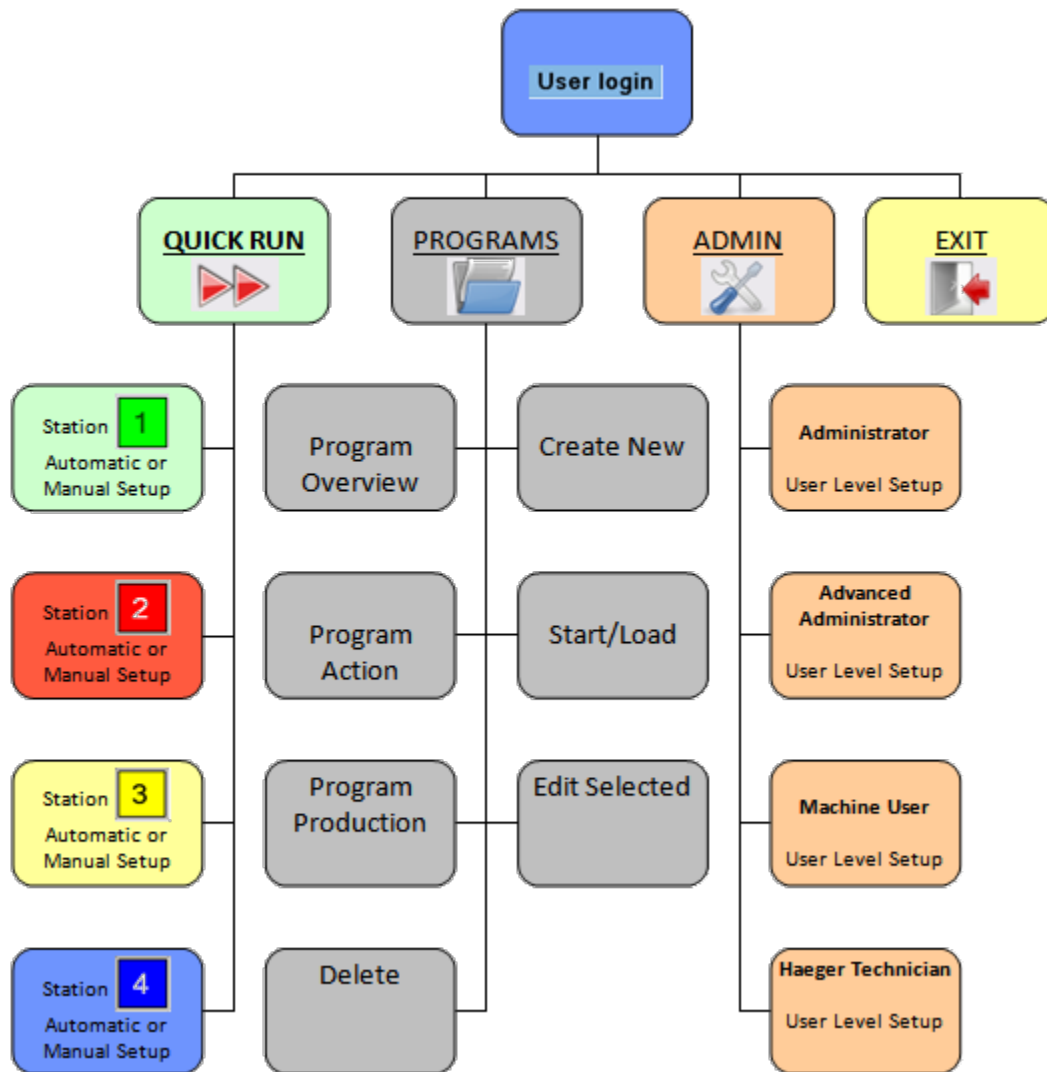 User login
QUICK RUN
PROGRAMS
ADMIN
EXIT
Station 1
Automatic or
Manual Setup
Program
Overview
Create New
Administrator
User Level Setup
Station 2
Automatic or
Manual Setup
Program
Action
Start/Load
Advanced
Administrator
User Level Setup
Station 3
Automatic or
Manual Setup
Program
Production
Edit Selected
Machine User
User Level Setup
Station 4
Automatic or
Manual Setup
Delete
Haeger Technician
User Level Setup